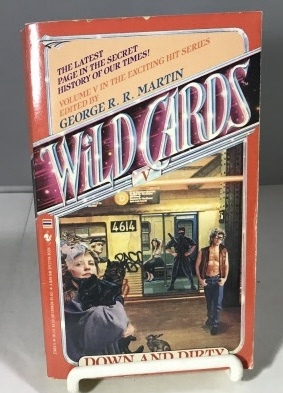 THE LATEST
PAGE IN THE SECRET
HISTORY OF OUR TIMES!
VOLUME V IN THE EXCITING HIT SERIES
EDITED BY
GEORGE R. R. MARTIN
WILD CARDS
V
4614
DOWN AND DIRTY